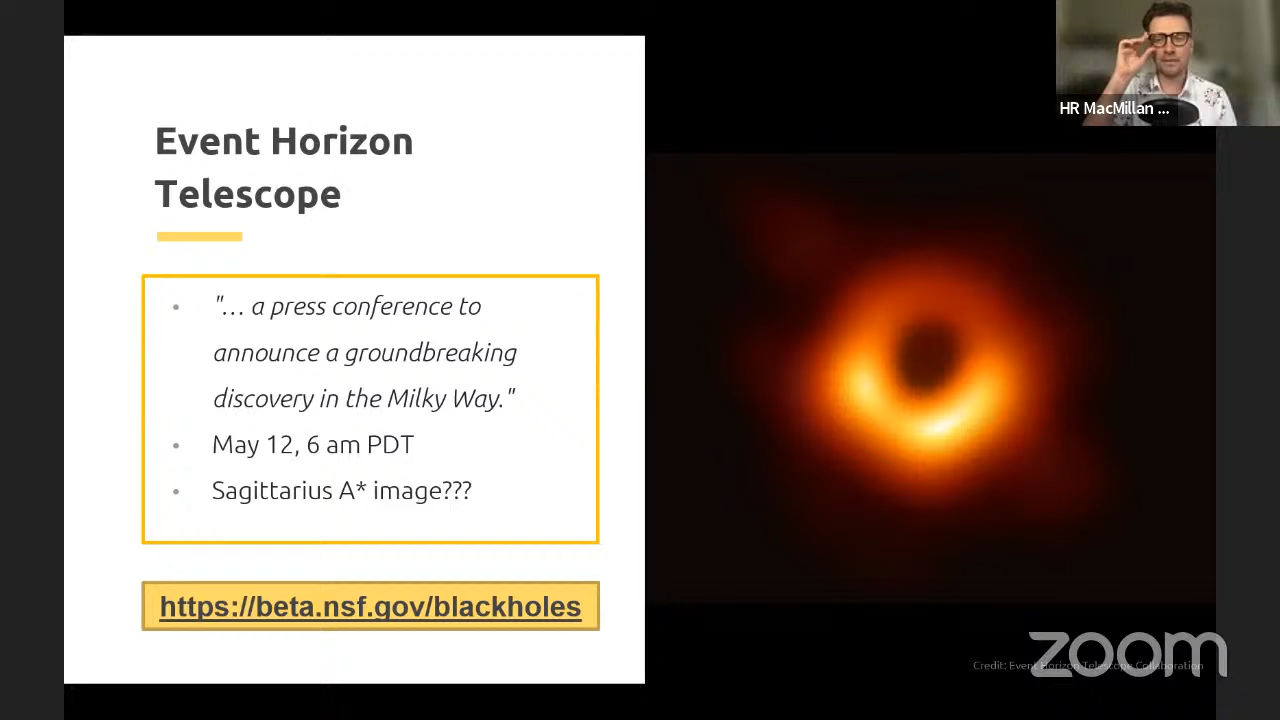 HR MacMillan ...
Event Horizon
Telescope
• "… a press conference to
announce a groundbreaking
discovery in the Milky Way."
• May 12, 6 am PDT
• Sagittarius A* image???
https://beta.nsf.gov/blackholes
zoom
Credit: Event Horizon Telescope Collaboration